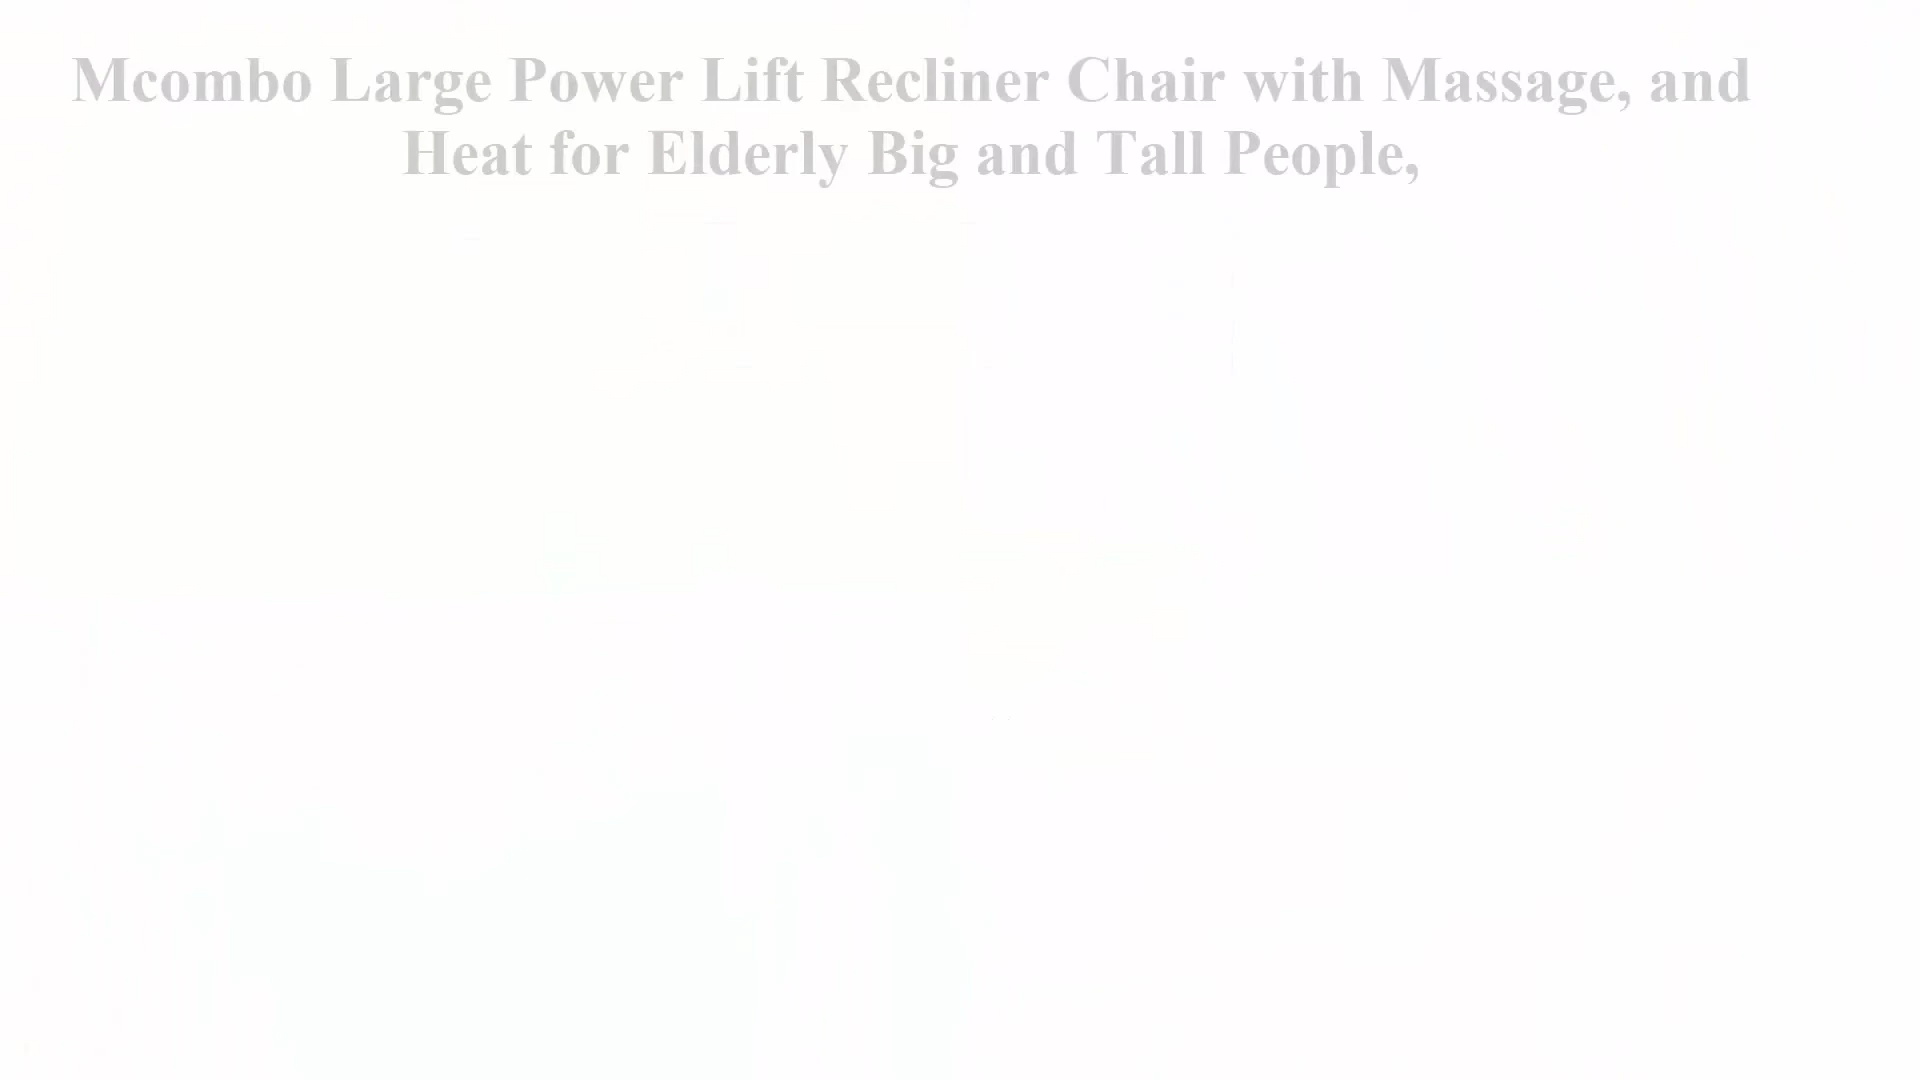 Mcombo Large Power Lift Recliner Chair with Massage, and
Heat for Elderly Big and Tall People,